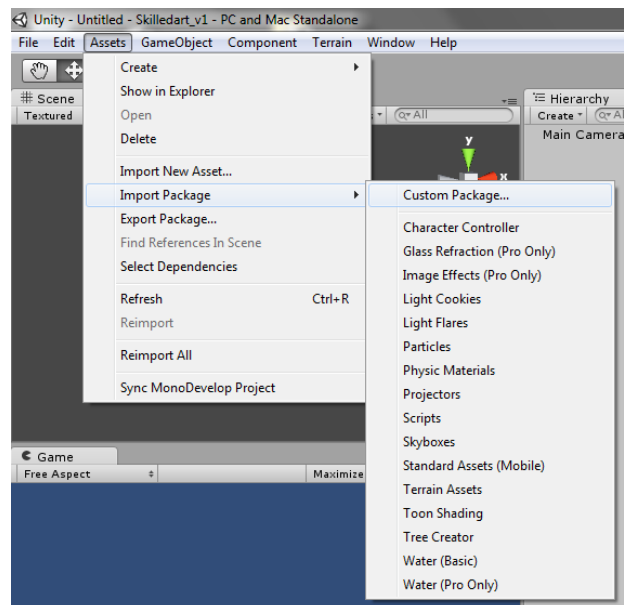 Unity - Untitled - Skilledart_v1 - PC and Mac Standalone
File Edit Assets GameObject Component Terrain Window Help
# Scene
Textured
All
y
x
Hierarchy
Create
Main Camera
Create
Show in Explorer
Open
Delete
Import New Asset...
Import Package
Export Package...
Find References In Scene
Select Dependencies
Refresh Ctrl+R
Reimport
Reimport All
Sync MonoDevelop Project
Custom Package...
Character Controller
Glass Refraction (Pro Only)
Image Effects (Pro Only)
Light Cookies
Light Flares
Particles
Physic Materials
Projectors
Scripts
Skyboxes
Standard Assets (Mobile)
Terrain Assets
Toon Shading
Tree Creator
Water (Basic)
Water (Pro Only)
Game
Free Aspect Maximize